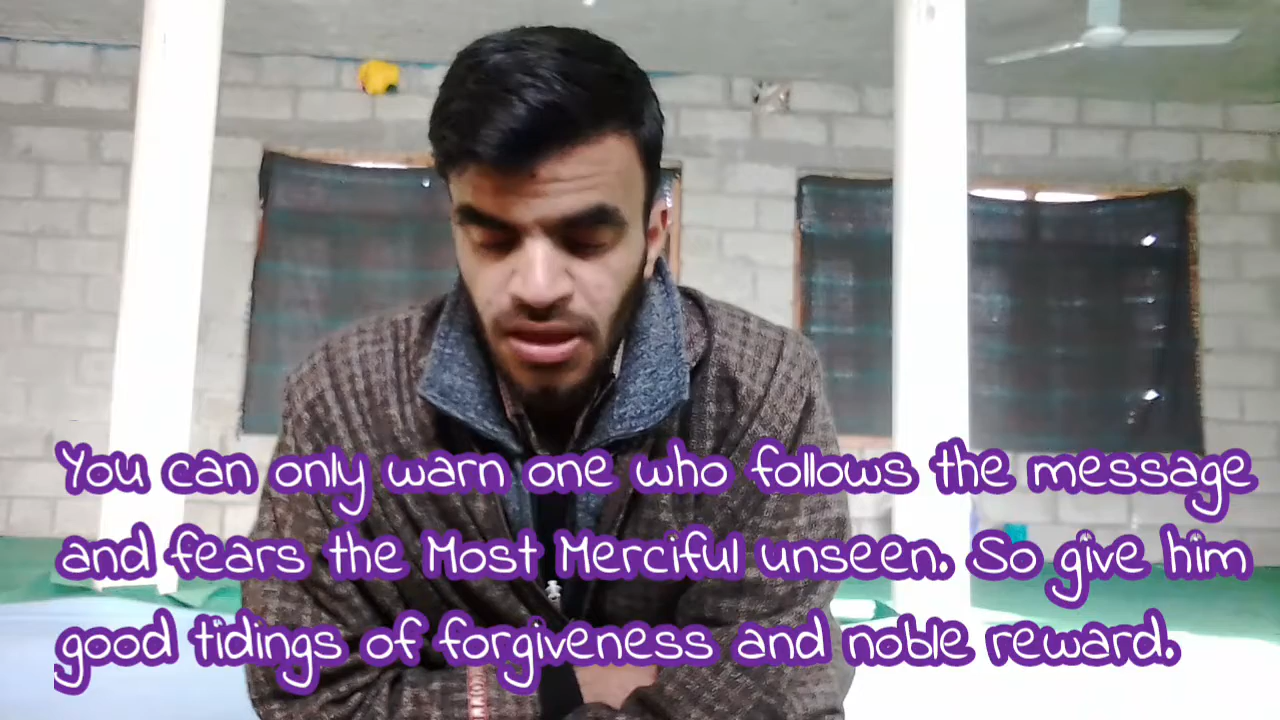 You can only warn one who follows the message
and fears the Most Merciful unseen. So give him
good tidings of forgiveness and noble reward.